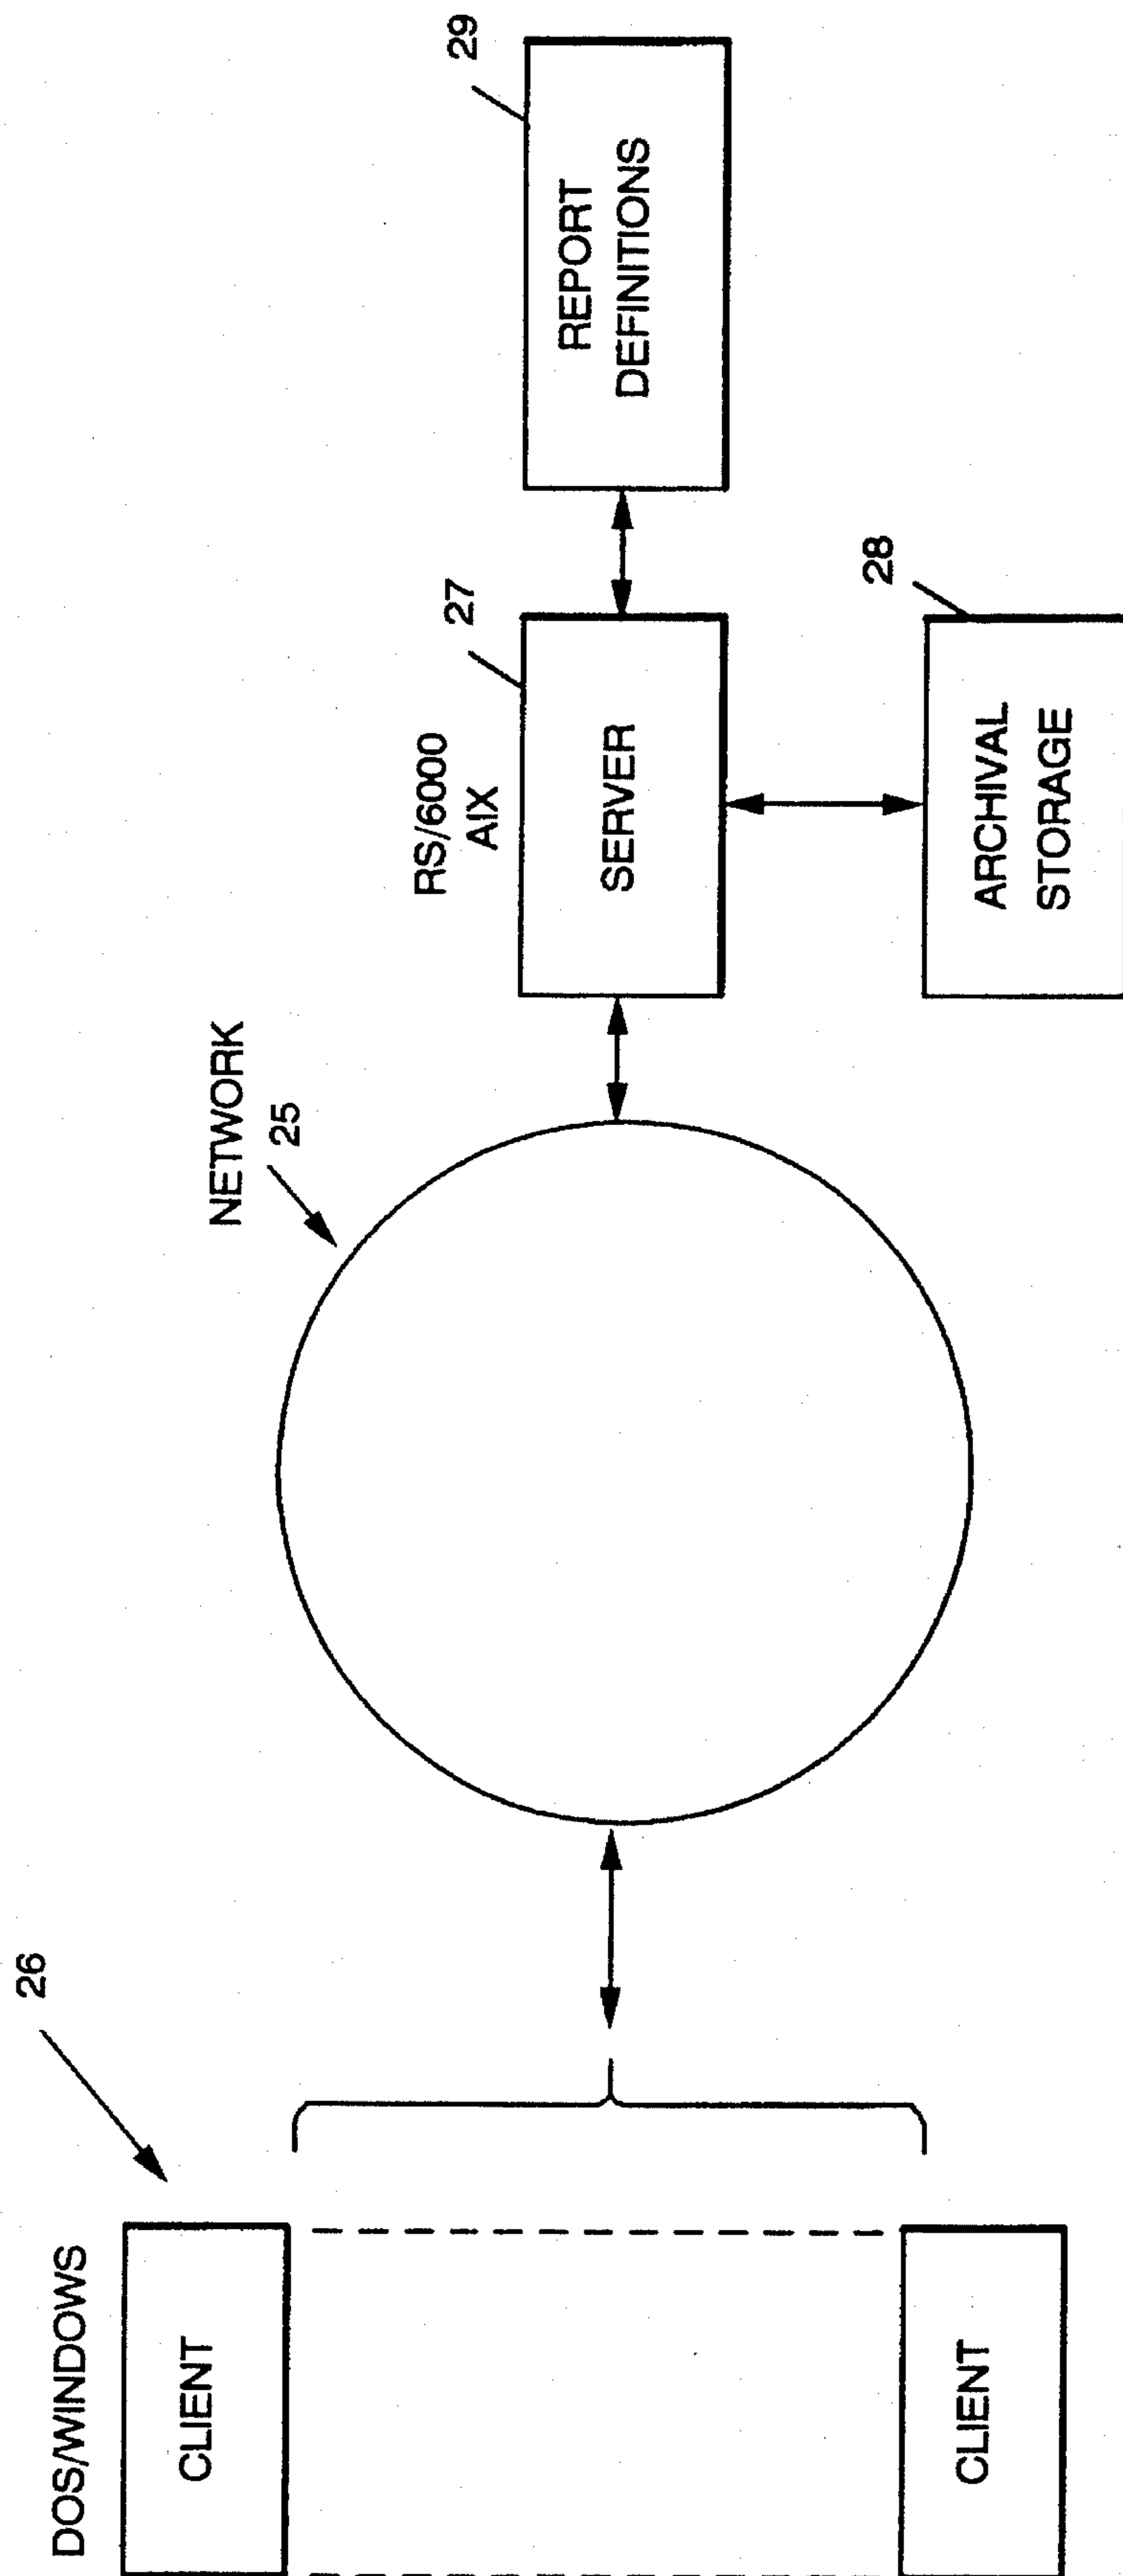 DOS/WINDOWS
26
CLIENT
CLIENT
NETWORK
25
RS/6000
AIX
27
SERVER
28
ARCHIVAL
STORAGE
29
REPORT
DEFINITIONS